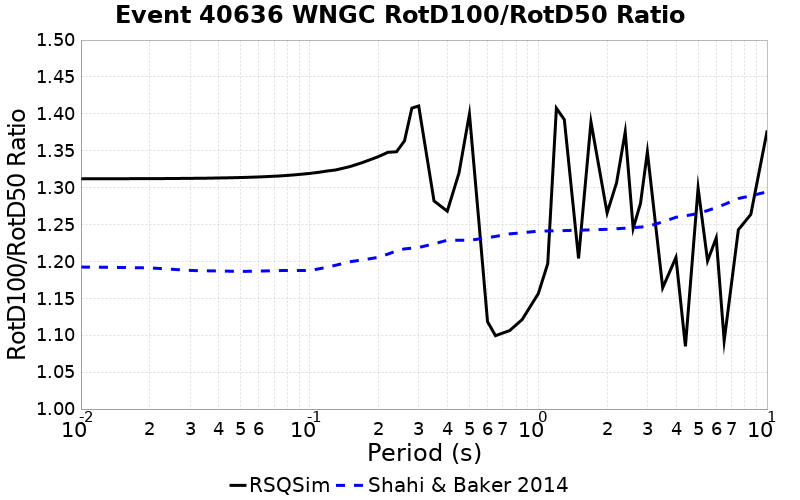 Event 40636 WNGC RotD100/RotD50 Ratio
RotD100/RotD50 Ratio
1.50
1.45
1.40
1.35
1.30
1.25
1.20
1.15
1.10
1.05
1.00
10-2 2 3 4 5 6 10-1 2 3 4 5 6 7 100 2 3 4 5 6 7 101
Period (s)
RSQSim Shahi & Baker 2014